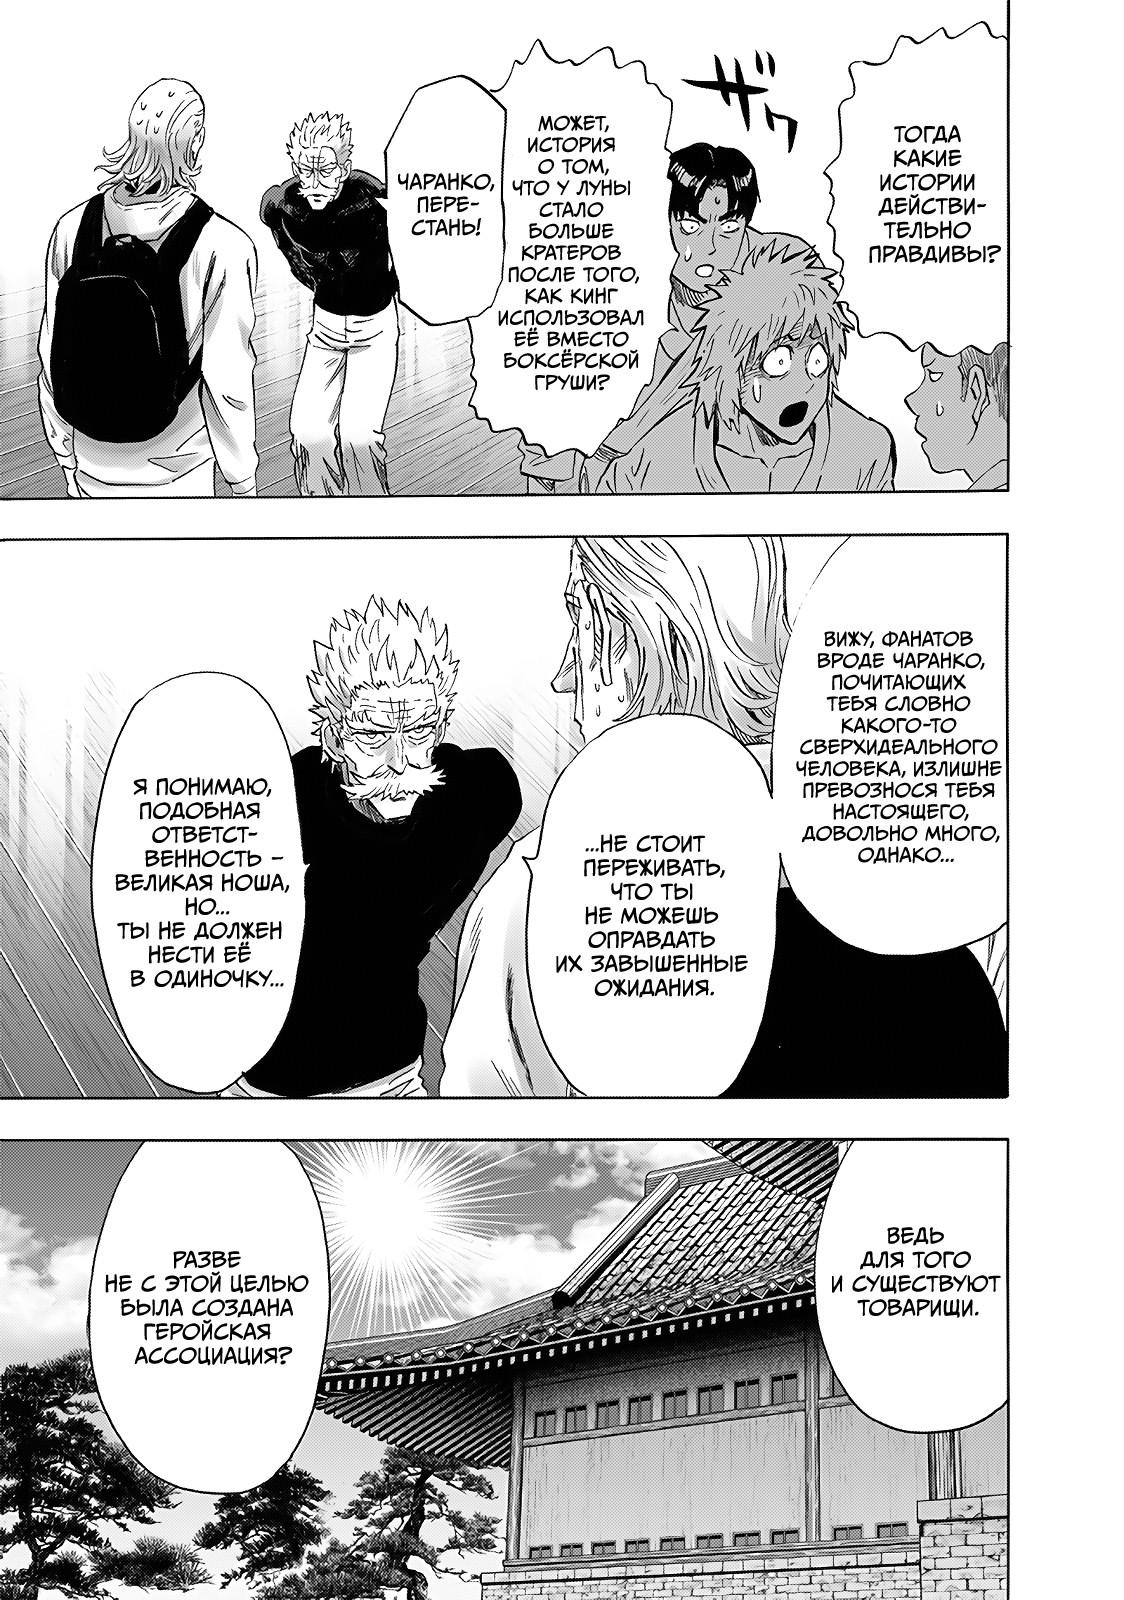 ТОГДА
КАКИЕ
ИСТОРИИ
ДЕЙСТВИ-
ТЕЛЬНО
ПРАВДИВЫ?
МОЖЕТ,
ИСТОРИЯ
О ТОМ,
ЧТО У ЛУНЫ
СТАЛО
БОЛЬШЕ
КРАТЕРОВ
ПОСЛЕ ТОГО,
КАК КИНГ
ИСПОЛЬЗОВАЛ
ЕЁ ВМЕСТО
БОКСЁРСКОЙ
ГРУШИ?
ЧАРАНКО,
ПЕРЕ-
СТАНЬ!
ВИЖУ, ФАНАТОВ
ВРОДЕ ЧАРАНКО,
ПОЧИТАЮЩИХ
ТЕБЯ СЛОВНО
КАКОГО-ТО
СВЕРХИДЕАЛЬНОГО
ЧЕЛОВЕКА, ИЗЛИШНЕ
ПРЕВОЗНОСЯ ТЕБЯ
НАСТОЯЩЕГО,
ДОВОЛЬНО МНОГО,
ОДНАКО...
...НЕ СТОИТ
ПЕРЕЖИВАТЬ,
ЧТО ТЫ
НЕ МОЖЕШЬ
ОПРАВДАТЬ
ИХ ЗАВЫШЕННЫЕ
ОЖИДАНИЯ.
Я ПОНИМАЮ,
ПОДОБНАЯ
ОТВЕТСТ-
ВЕННОСТЬ –
ВЕЛИКАЯ НОША,
НО...
ТЫ НЕ ДОЛЖЕН
НЕСТИ ЕЁ
В ОДИНОЧКУ...
ВЕДЬ
ДЛЯ ТОГО
И СУЩЕСТВУЮТ
ТОВАРИЩИ.
РАЗВЕ
НЕ С ЭТОЙ ЦЕЛЬЮ
БЫЛА СОЗДАНА
ГЕРОЙСКАЯ
АССОЦИАЦИЯ?